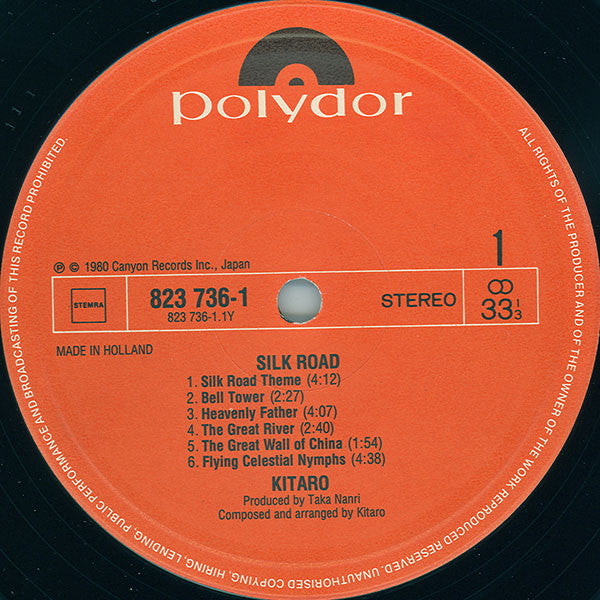 polydor
1
℗ © 1980 Canyon Records Inc., Japan
STEMRA
823 736-1
823 736-1.1Y
STEREO
33 1/3
MADE IN HOLLAND
SILK ROAD
1. Silk Road Theme (4:12)
2. Bell Tower (2:27)
3. Heavenly Father (4:07)
4. The Great River (2:40)
5. The Great Wall of China (1:54)
6. Flying Celestial Nymphs (4:38)
KITARO
Produced by Taka Nanri
Composed and arranged by Kitaro
ALL RIGHTS OF THE PRODUCER AND OF THE OWNER OF THE WORK REPRODUCED RESERVED. UNAUTHORISED COPYING, HIRING, LENDING, PUBLIC PERFORMANCE AND BROADCASTING OF THIS RECORD PROHIBITED.